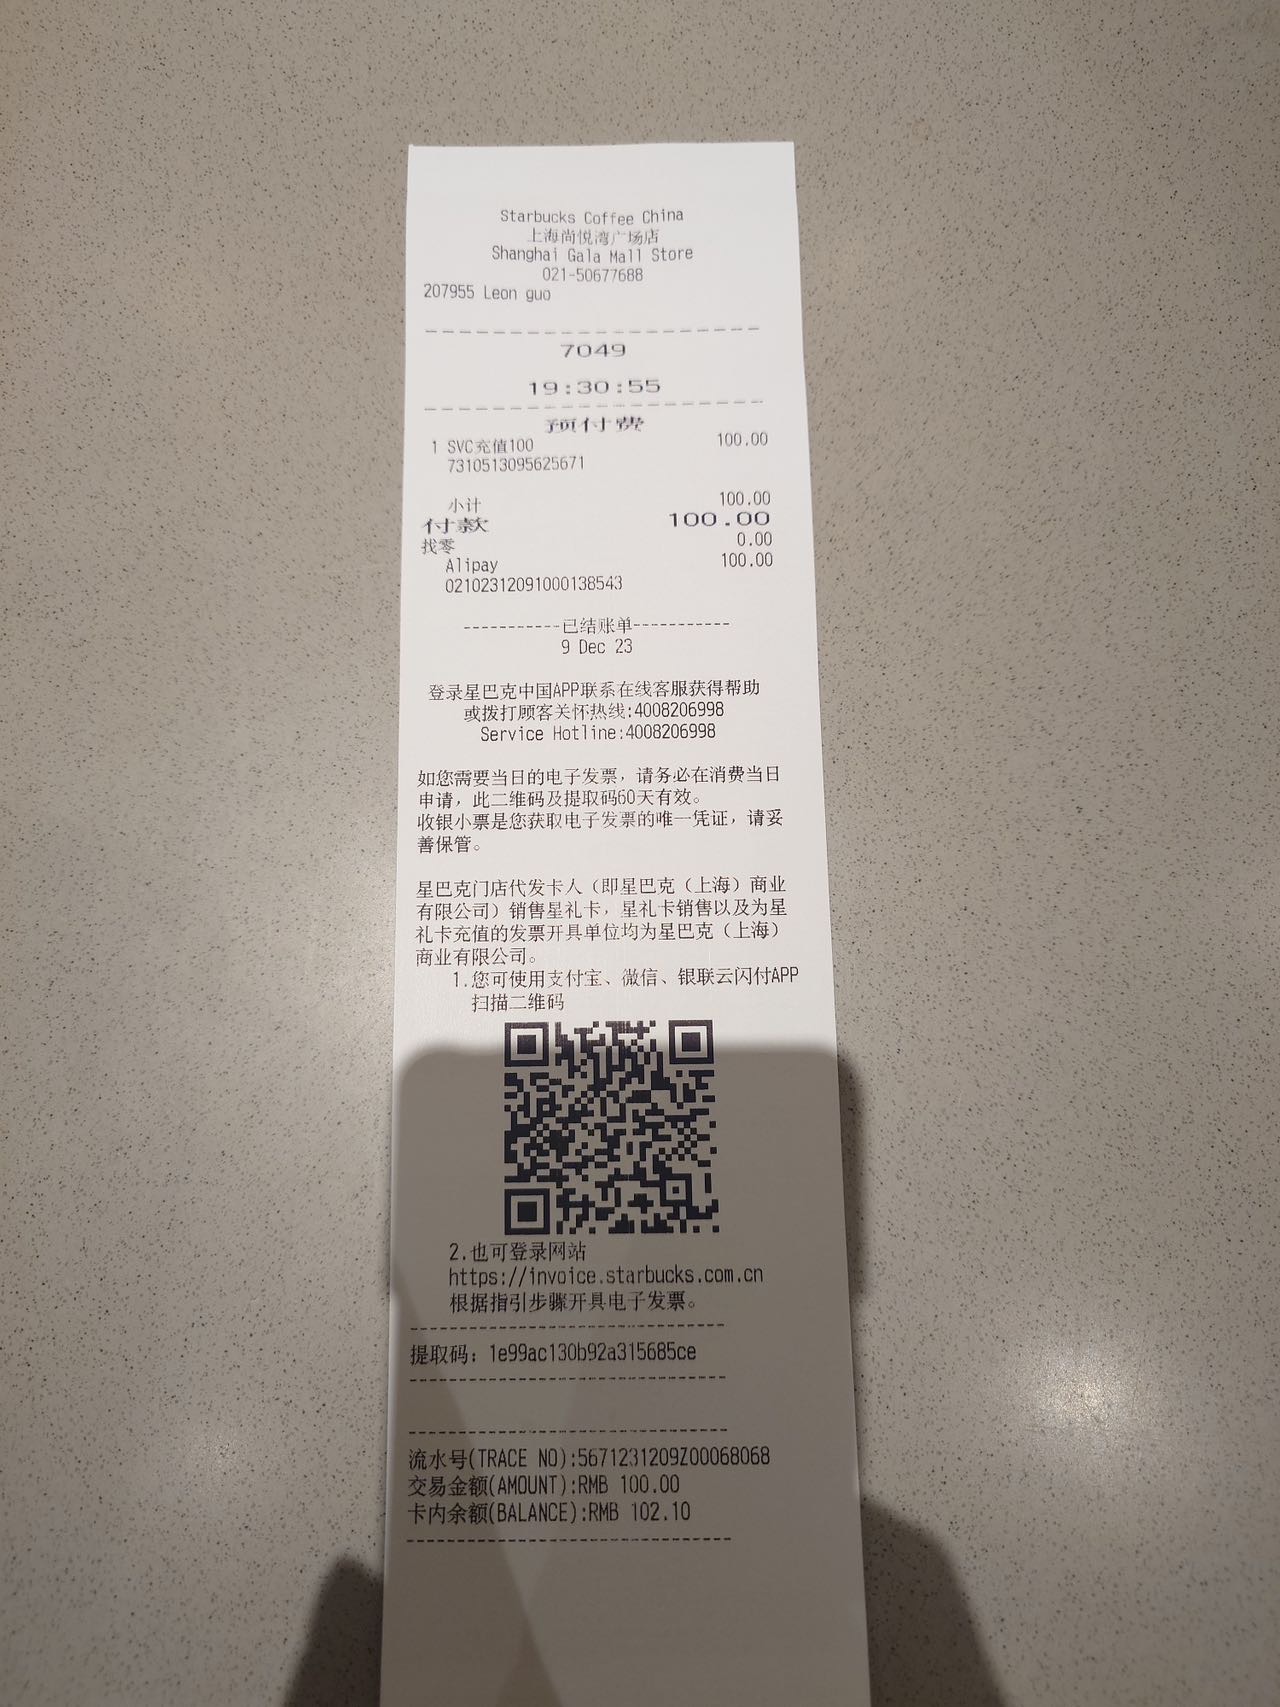 Starbucks Coffee China
上海尚悦湾广场店
Shanghai Gala Mall Store
021-50677688
207955 Leon guo
7049
19:30:55
预付费
1 SVC充值100 100.00
7310513095625671
小计 100.00
付款 100.00
找零 0.00
Alipay 100.00
02102312091000138543
-----------已结账单-----------
9 Dec 23
登录星巴克中国APP联系在线客服获得帮助
或拨打顾客关怀热线:4008206998
Service Hotline:4008206998
如您需要当日的电子发票，请务必在消费当日
申请，此二维码及提取码60天有效。
收银小票是您获取电子发票的唯一凭证，请妥
善保管。
星巴克门店代发卡人（即星巴克（上海）商业
有限公司）销售星礼卡，星礼卡销售以及为星
礼卡充值的发票开具单位均为星巴克（上海）
商业有限公司。
1.您可使用支付宝、微信、银联云闪付APP
扫描二维码
2.也可登录网站
https://invoice.starbucks.com.cn
根据指引步骤开具电子发票。
提取码：1e99ac130b92a315685ce
流水号(TRACE NO):5671231209Z00068068
交易金额(AMOUNT):RMB 100.00
卡内余额(BALANCE):RMB 102.10